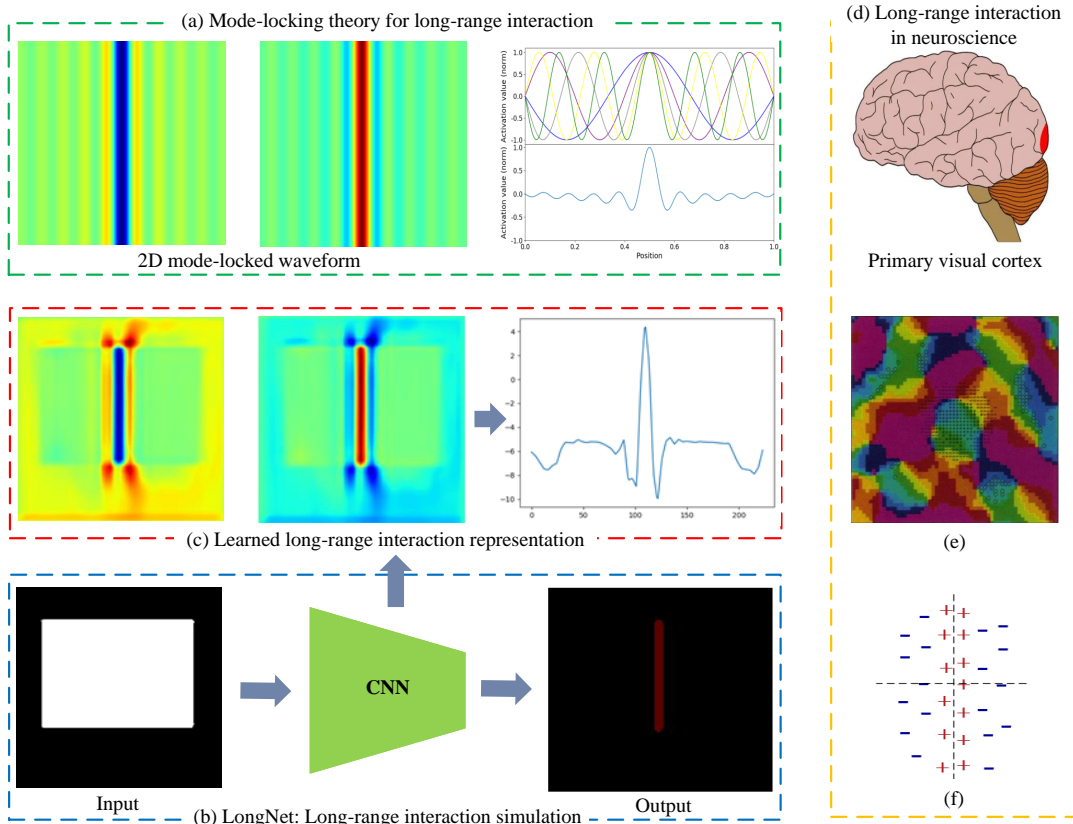 (a) Mode-locking theory for long-range interaction
Activation value (norm)
1.0
0.5
0.0
-0.5
-1.0
Activation value (norm)
1.0
0.5
0.0
-0.5
-1.0
0.0
0.2
0.4
0.6
0.8
1.0
Position
2D mode-locked waveform
4
2
0
−2
−4
−6
−8
−10
0
50
100
150
200
(c) Learned long-range interaction representation
CNN
Input
Output
(b) LongNet: Long-range interaction simulation
(d) Long-range interaction
in neuroscience
Primary visual cortex
(e)
(f)